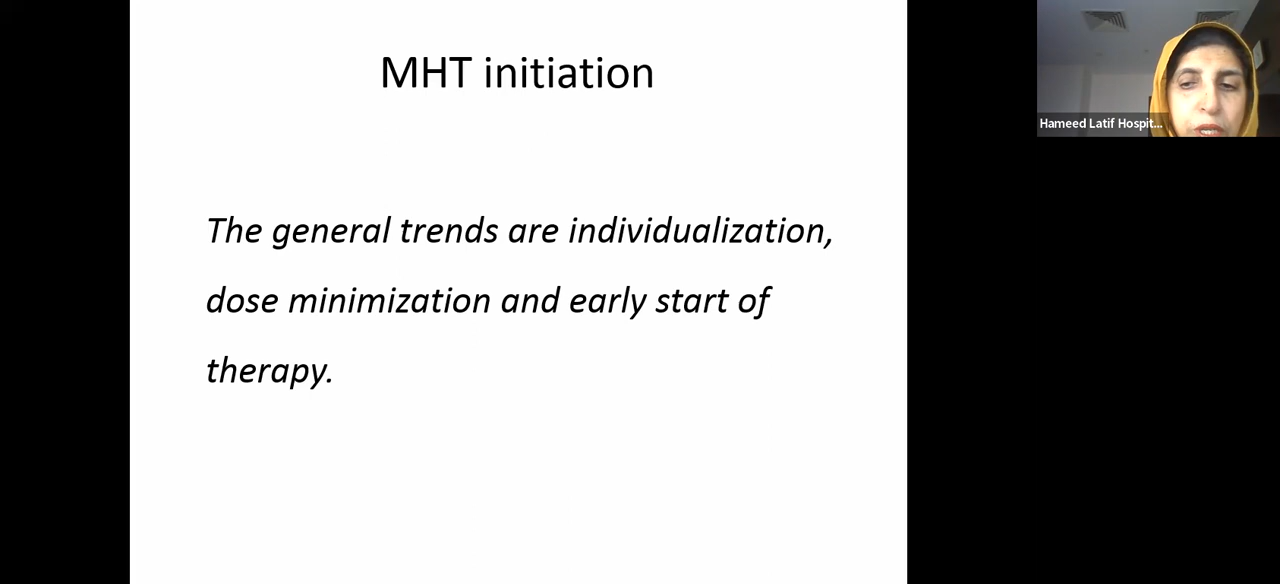 MHT initiation
The general trends are individualization,
dose minimization and early start of
therapy.
Hameed Latif Hospit...